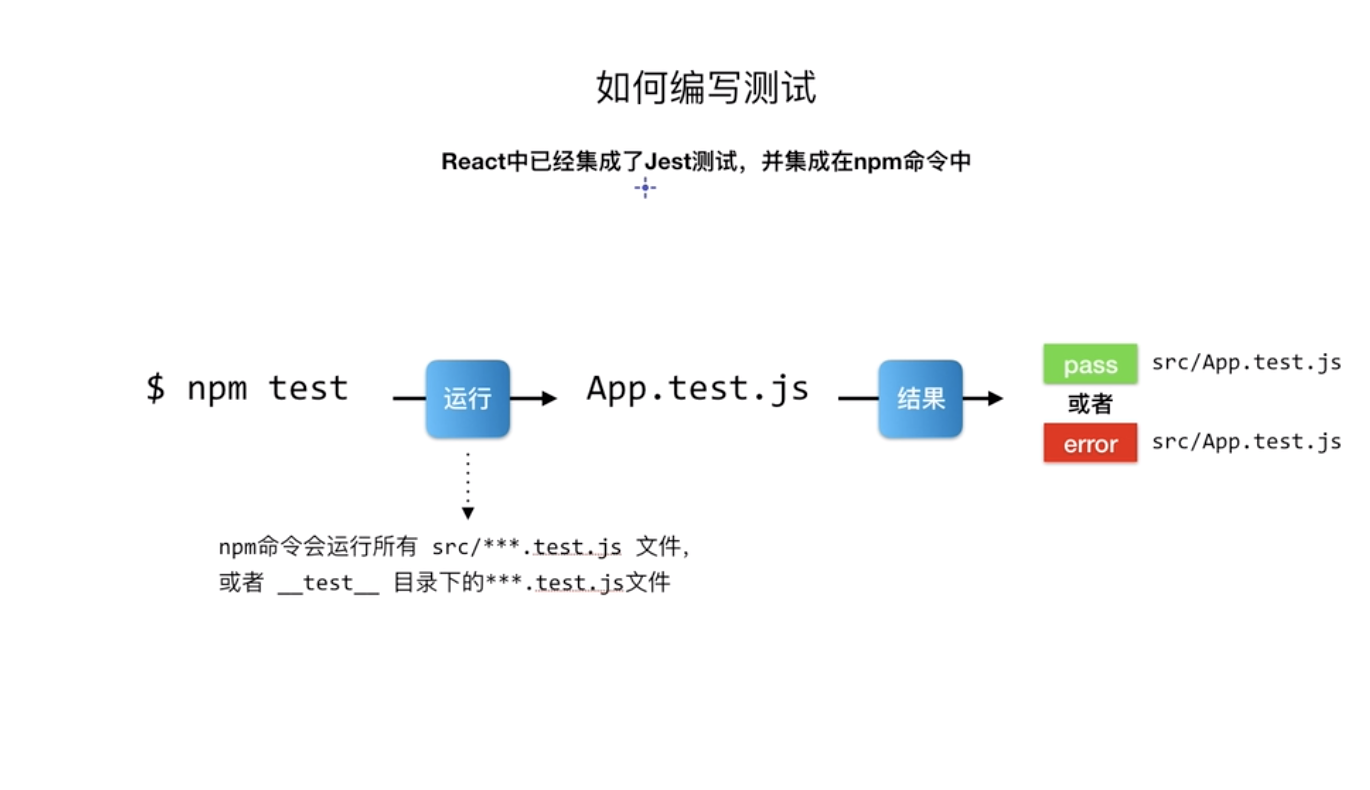 如何编写测试
React中已经集成了Jest测试，并集成在npm命令中
$ npm test
运行
App.test.js
结果
pass src/App.test.js
或者
error src/App.test.js
npm命令会运行所有 src/***.test.js 文件，
或者 __test__ 目录下的***.test.js文件